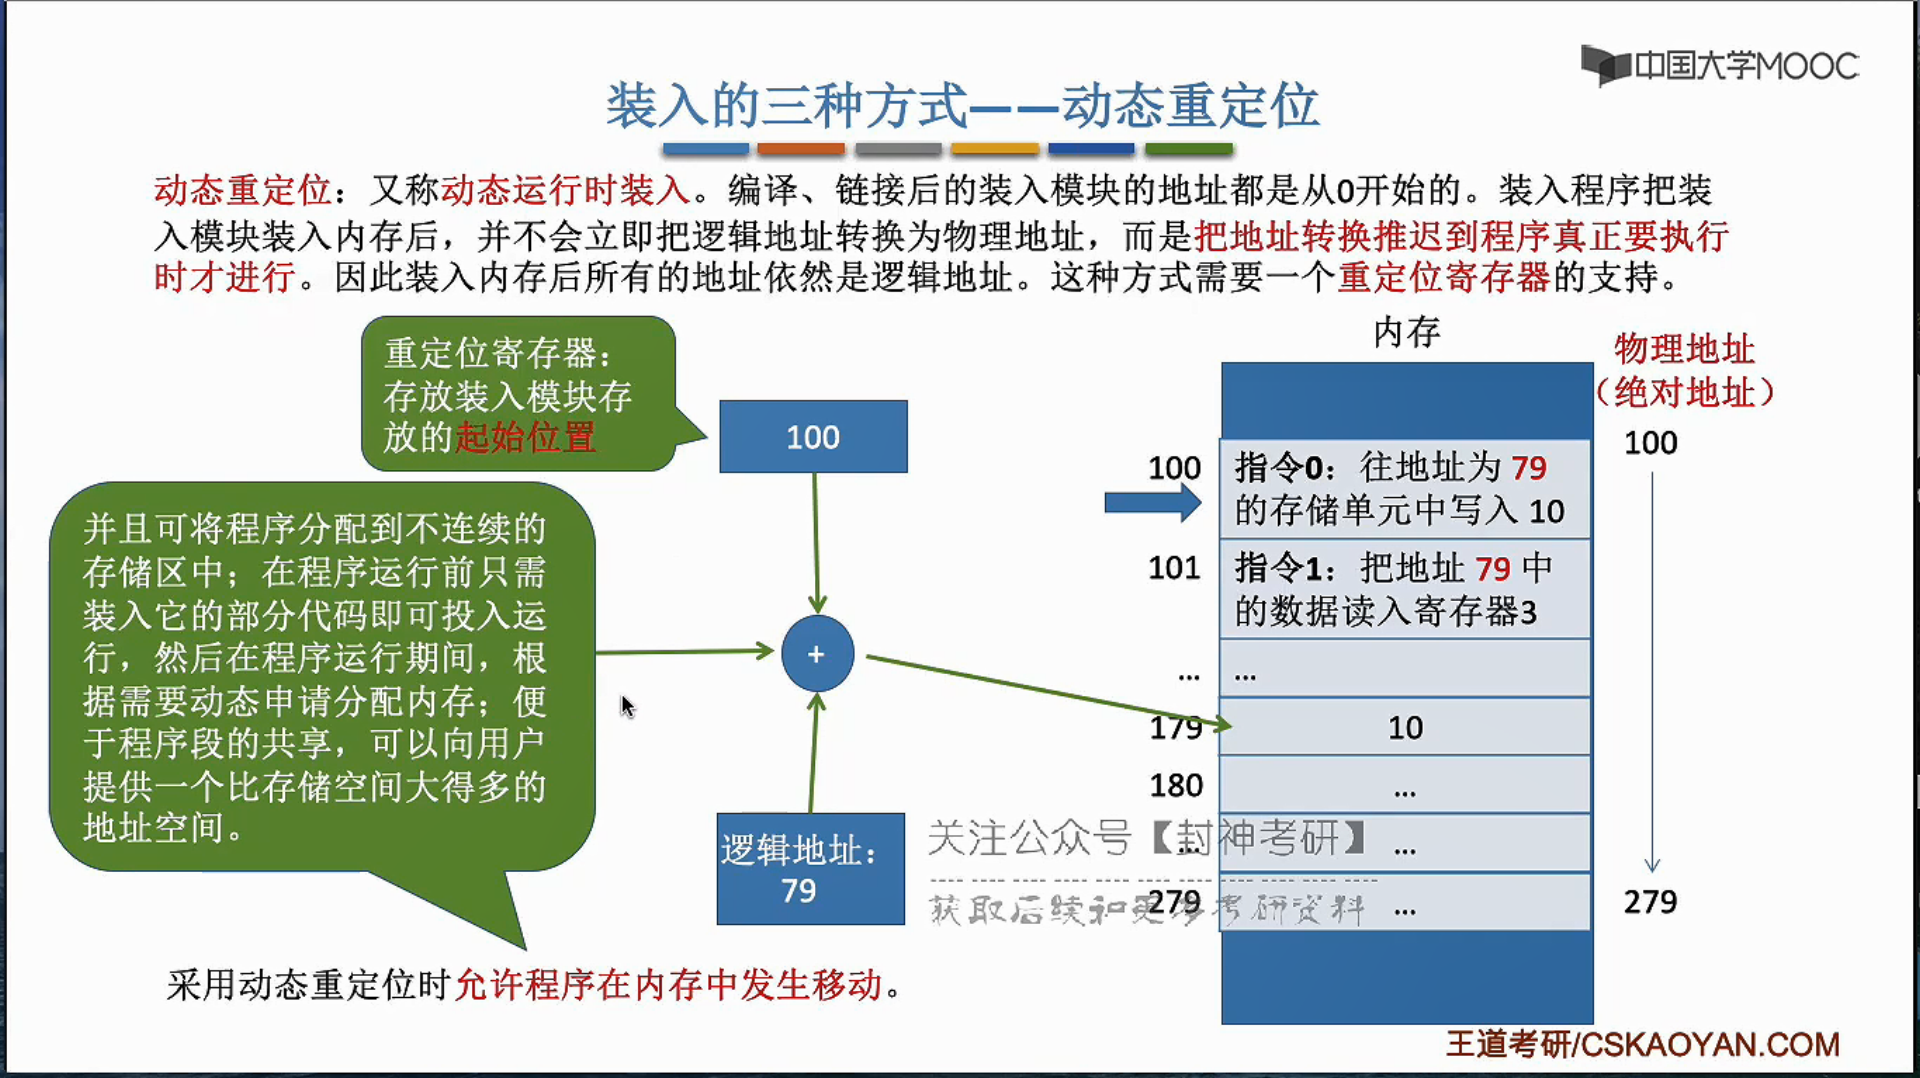 中国大学MOOC
装入的三种方式——动态重定位
动态重定位：又称动态运行时装入。编译、链接后的装入模块的地址都是从0开始的。装入程序把装
入模块装入内存后，并不会立即把逻辑地址转换为物理地址，而是把地址转换推迟到程序真正要执行
时才进行。因此装入内存后所有的地址依然是逻辑地址。这种方式需要一个重定位寄存器的支持。
重定位寄存器：
存放装入模块存
放的起始位置
100
并且可将程序分配到不连续的
存储区中；在程序运行前只需
装入它的部分代码即可投入运
行，然后在程序运行期间，根
据需要动态申请分配内存；便
于程序段的共享，可以向用户
提供一个比存储空间大得多的
地址空间。
+
逻辑地址：
79
采用动态重定位时允许程序在内存中发生移动。
内存
物理地址
（绝对地址）
100
100
指令0：往地址为 79
的存储单元中写入 10
101
指令1：把地址 79 中
的数据读入寄存器3
...
...
179
10
180
...
...
...
279
...
279
关注公众号【封神考研】
获取后续和更多考研资料
王道考研/CSKAOYAN.COM